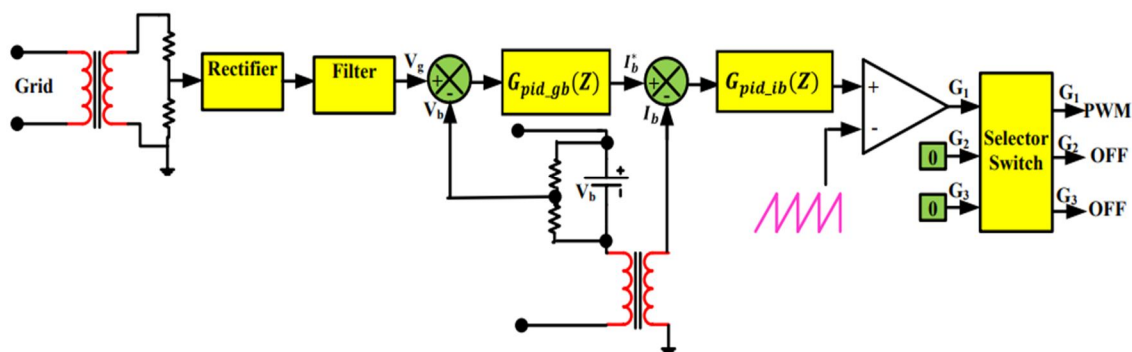 Grid
Rectifier
Filter
Vg
+
-
Vb
Gpid_gb(Z)
Ib*
+
-
Ib
Gpid_ib(Z)
+
-
G1
0
G2
0
G3
Selector
Switch
G1
PWM
G2
OFF
G3
OFF
Vb
+
-